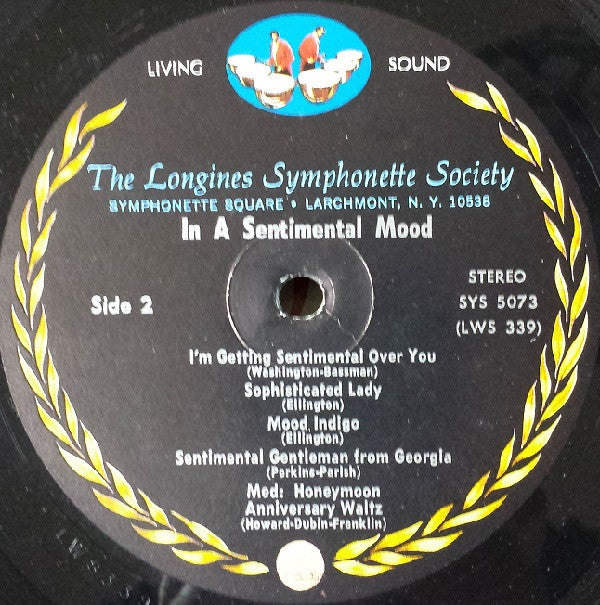 LIVING SOUND
The Longines Symphonette Society
SYMPHONETTE SQUARE • LARCHMONT, N. Y. 10538
In A Sentimental Mood
Side 2
STEREO
SYS 5073
(LWS 339)
I'm Getting Sentimental Over You
(Washington-Bassman)
Sophisticated Lady
(Ellington)
Mood Indigo
(Ellington)
Sentimental Gentleman from Georgia
(Perkins-Parish)
Med: Honeymoon
Anniversary Waltz
(Howard-Dubin-Franklin)